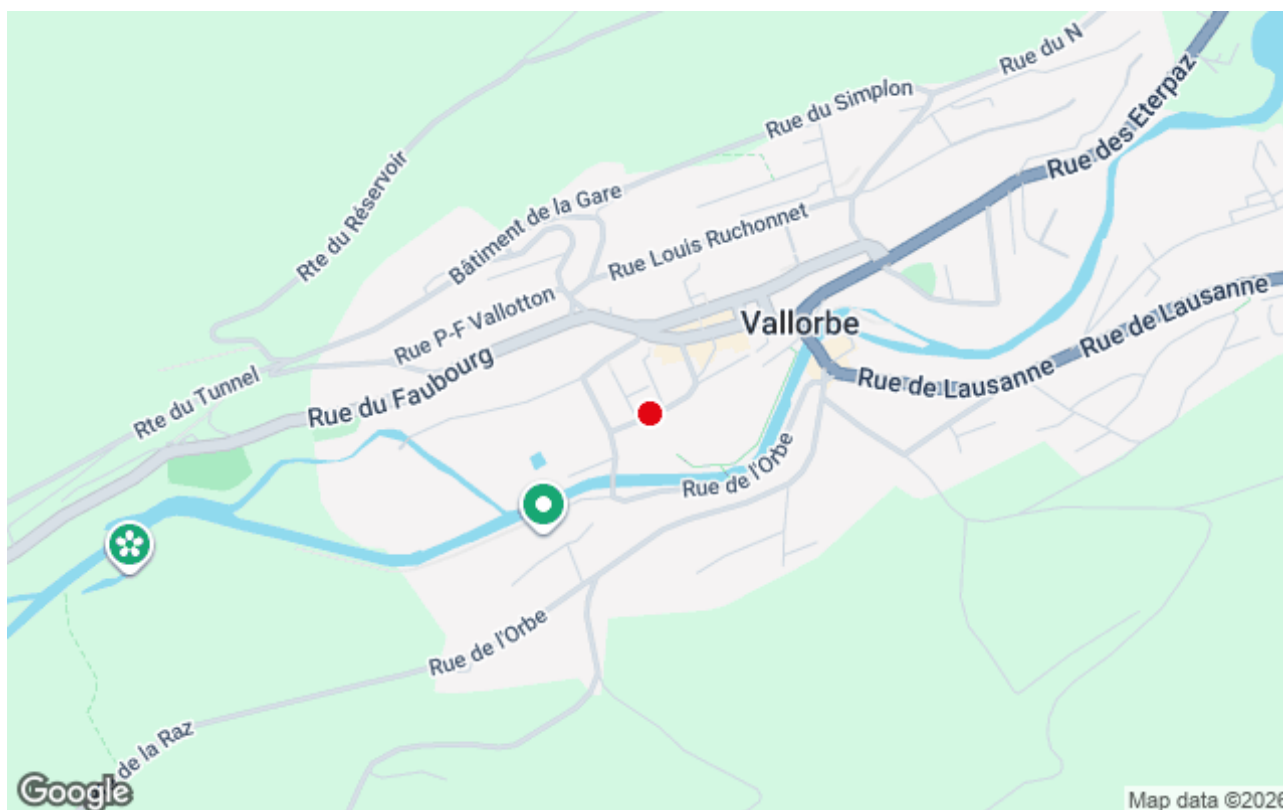 Rue du N
Rue du Simplon
Rue des Eterpaz
Rte du Réservoir
Bâtiment de la Gare
Rue Louis Ruchonnet
Rue P-F Vallotton
Vallorbe
Rue de Lausanne
Rue de Lausanne
Rue du Faubourg
Rte du Tunnel
Rue de l'Orbe
Rue de l'Orbe
de la Raz
Google
Map data ©2026